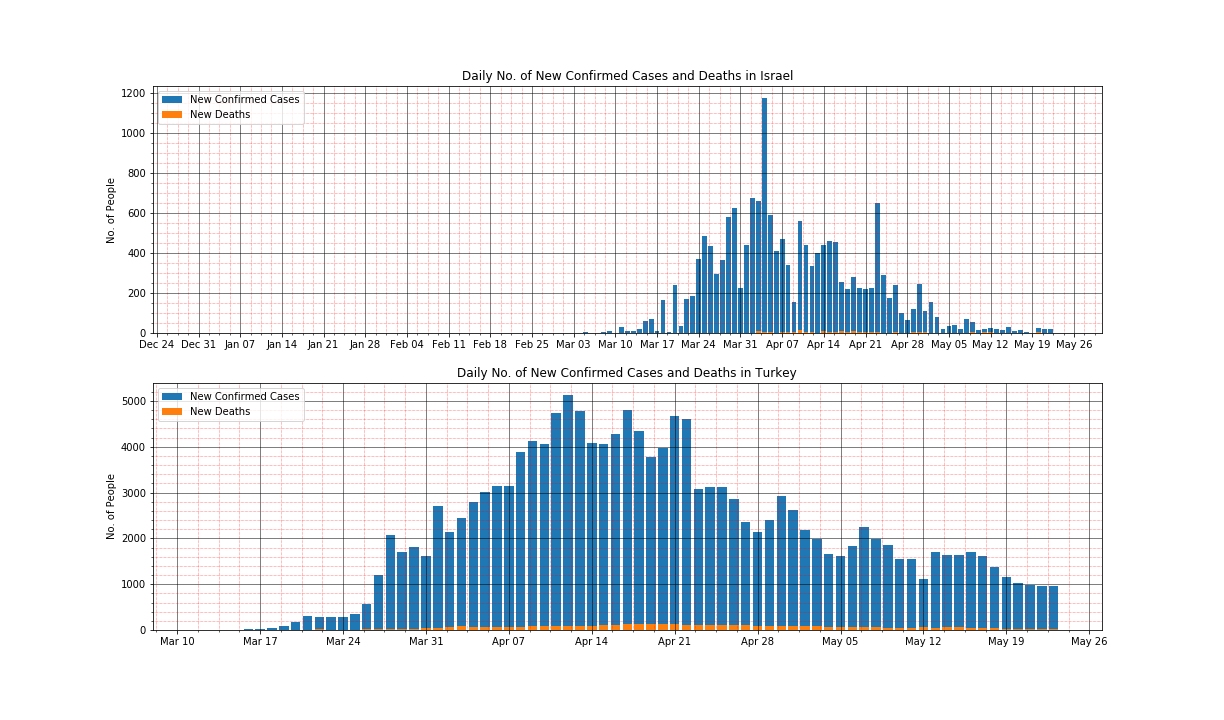 Daily No. of New Confirmed Cases and Deaths in Israel
New Confirmed Cases
New Deaths
No. of People
1200
1000
800
600
400
200
0
Dec 24 Dec 31 Jan 07 Jan 14 Jan 21 Jan 28 Feb 04 Feb 11 Feb 18 Feb 25 Mar 03 Mar 10 Mar 17 Mar 24 Mar 31 Apr 07 Apr 14 Apr 21 Apr 28 May 05 May 12 May 19 May 26
Daily No. of New Confirmed Cases and Deaths in Turkey
New Confirmed Cases
New Deaths
No. of People
5000
4000
3000
2000
1000
0
Mar 10 Mar 17 Mar 24 Mar 31 Apr 07 Apr 14 Apr 21 Apr 28 May 05 May 12 May 19 May 26